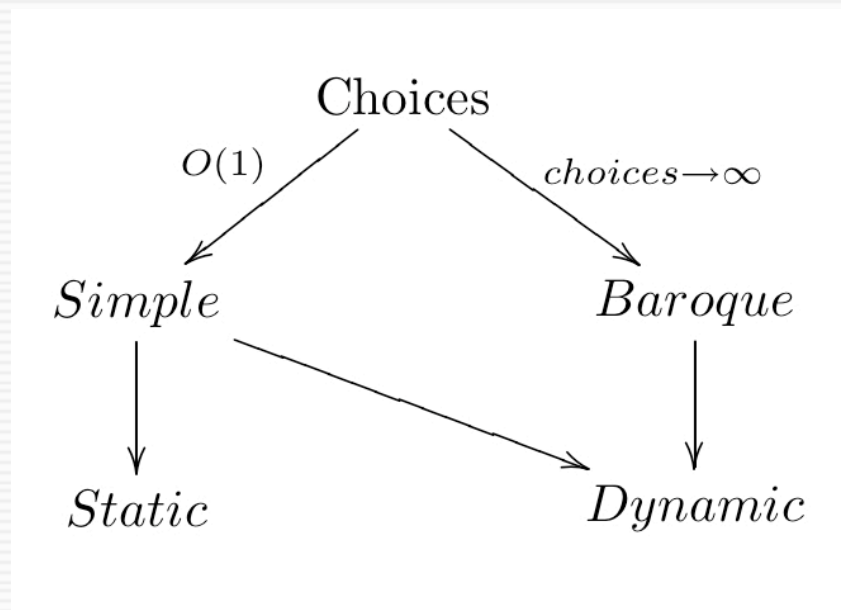 Choices
O(1)
choices→∞
Simple
Baroque
Static
Dynamic